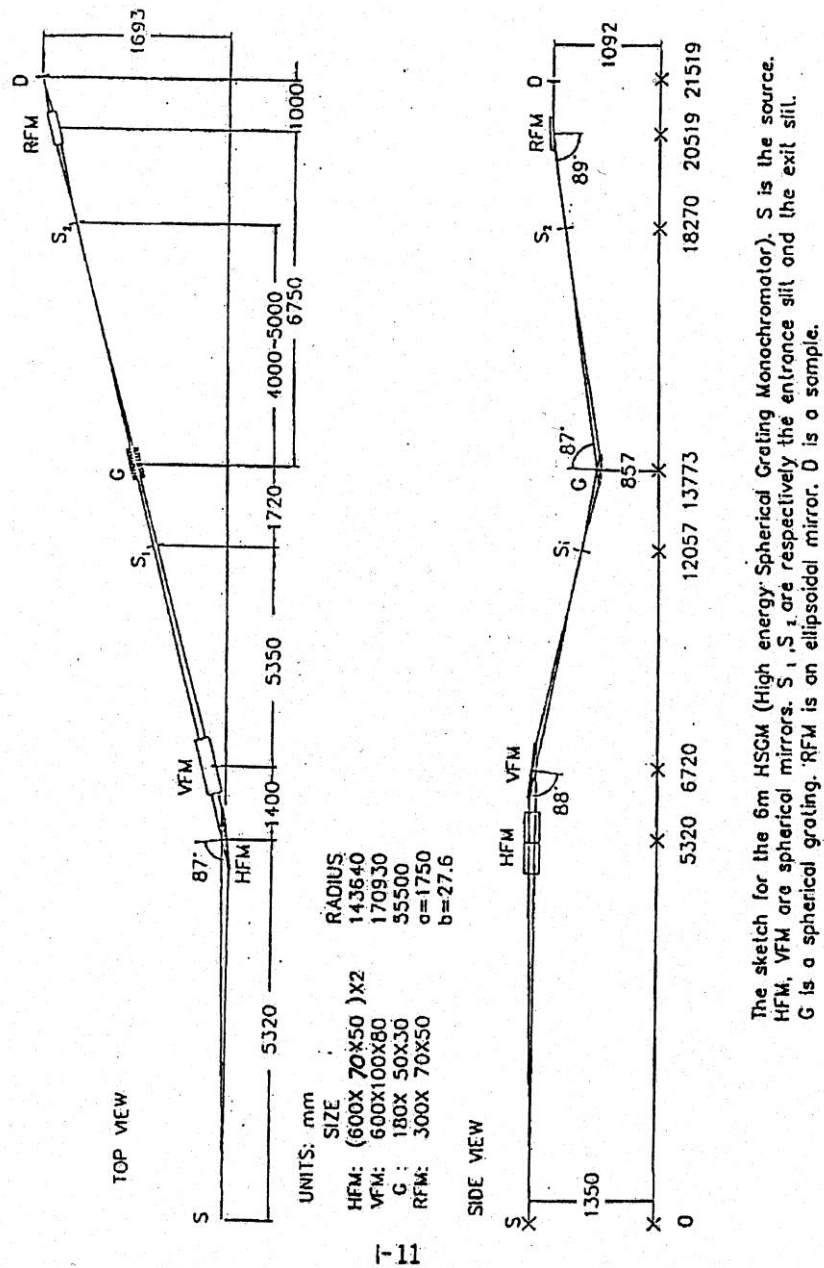 TOP VIEW
S
HFM
87°
VFM
S₁
G
S₂
RFM
D
5320
1400
5350
1720
4000~5000
6750
1000
1693
UNITS: mm
SIZE RADIUS
HFM: (600X 70X50 )X2 143640
VFM: 600X100X80 170930
G : 180X 50X30 55500
RFM: 300X 70X50 a=1750
b=27.6
SIDE VIEW
S
HFM
VFM
88°
S₁
G
87°
857
S₂
RFM
89°
D
1350
1092
0
5320
6720
12057
13773
18270
20519
21519
The sketch for the 6m HSGM (High energy Spherical Grating Monochromator). S is the source.
HFM, VFM are spherical mirrors. S₁ ,S₂ are respectively the entrance slit and the exit slit.
G is a spherical grating. RFM is an ellipsoidal mirror. D is a sample.
I-11